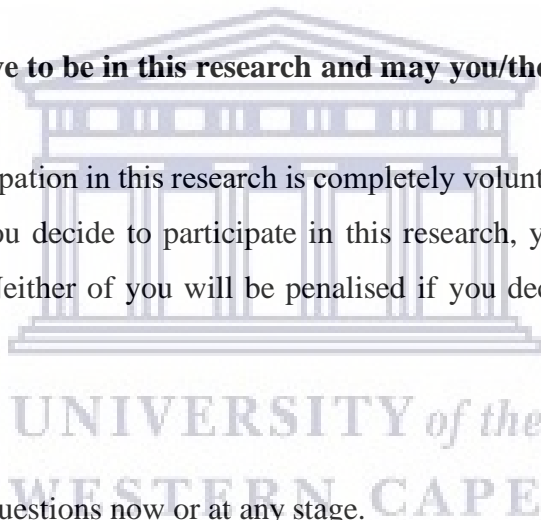 ve to be in this research and may you/the
pation in this research is completely volunt
ou decide to participate in this research, y
Neither of you will be penalised if you dec
UNIVERSITY of the
uestions now or at any stage.
WESTERN CAPE